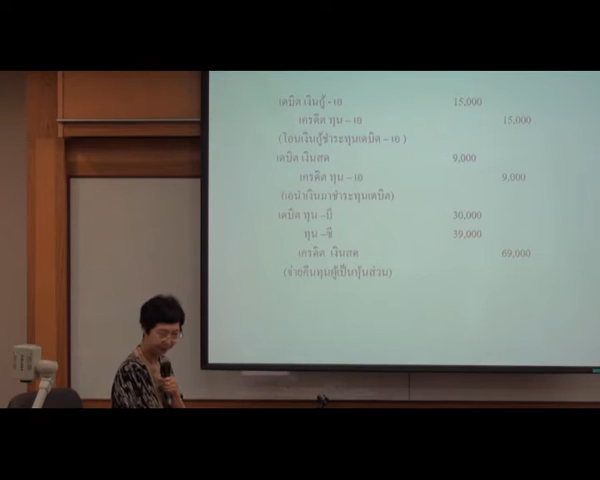 เดบิต เงินกู้ - เอ 15,000
เครดิต ทุน – เอ 15,000
(โอนเงินกู้ชำระทุนเดบิต – เอ )
เดบิต เงินสด 9,000
เครดิต ทุน – เอ 9,000
(เอนำเงินมาชำระทุนเดบิต)
เดบิต ทุน –บี 30,000
ทุน –ซี 39,000
เครดิต เงินสด 69,000
(จ่ายคืนทุนผู้เป็นหุ้นส่วน)